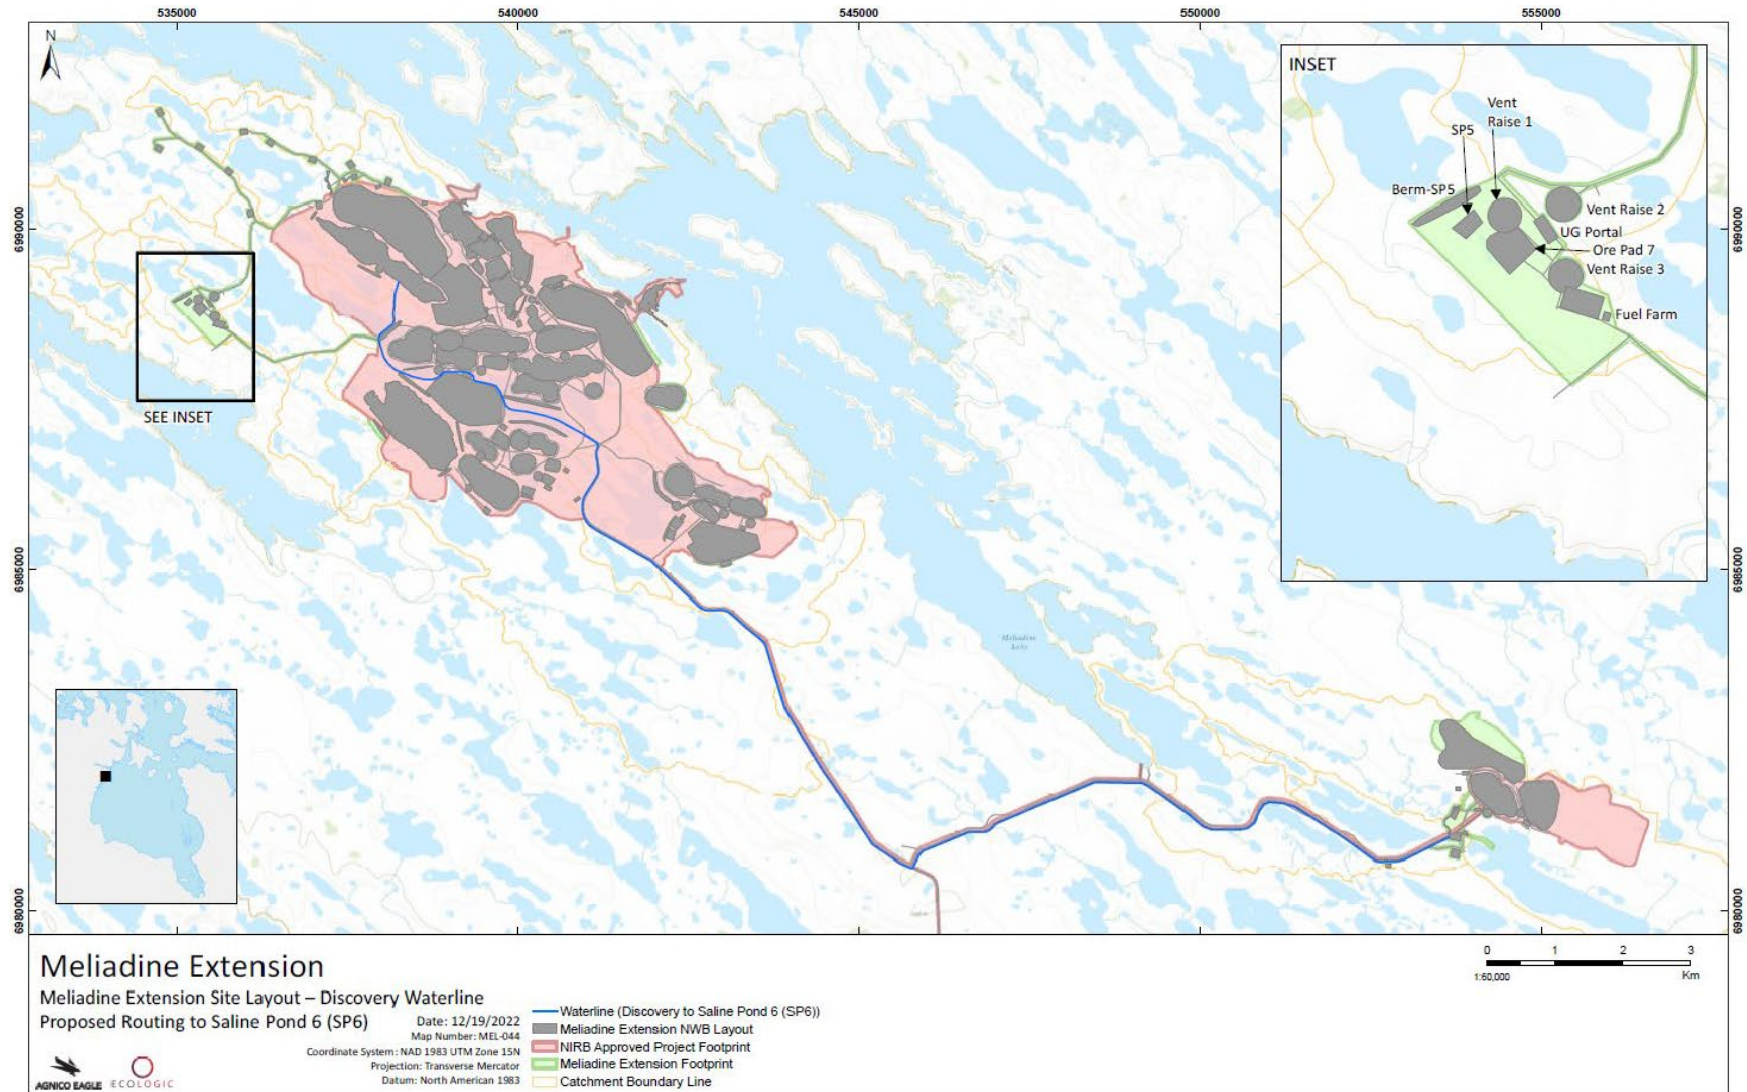 535000
540000
545000
550000
555000
N
6990000
6985000
6980000
6990000
6985000
6980000
SEE INSET
Meliadine
Lake
INSET
Vent
Raise 1
SP5
Berm-SP5
Vent Raise 2
UG Portal
Ore Pad 7
Vent Raise 3
Fuel Farm
0 1 2 3
1:60,000 Km
Meliadine Extension
Meliadine Extension Site Layout – Discovery Waterline
Proposed Routing to Saline Pond 6 (SP6)
Date: 12/19/2022
Map Number: MEL-044
Coordinate System: NAD 1983 UTM Zone 15N
Projection: Transverse Mercator
Datum: North American 1983
AGNICO EAGLE
ECOLOGIC
Waterline (Discovery to Saline Pond 6 (SP6))
Meliadine Extension NWB Layout
NIRB Approved Project Footprint
Meliadine Extension Footprint
Catchment Boundary Line